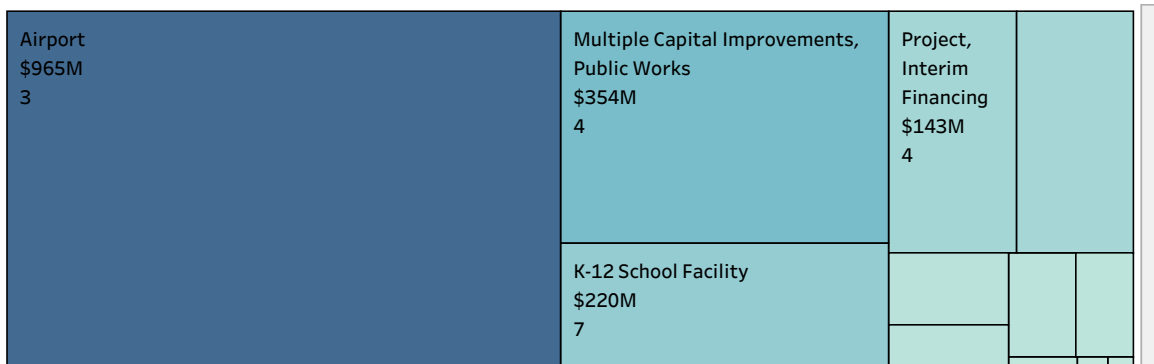 Airport
$965M
3
Multiple Capital Improvements,
Public Works
$354M
4
K-12 School Facility
$220M
7
Project,
Interim
Financing
$143M
4